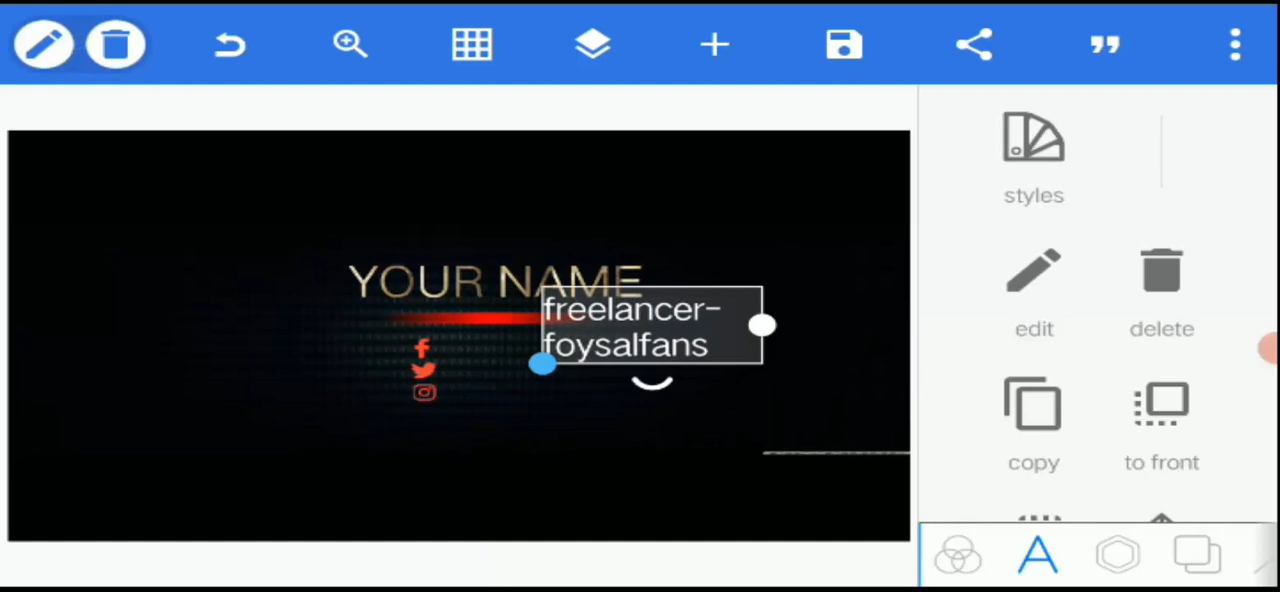 styles
YOUR NAME
freelancer-
foysalfans
edit
delete
copy
to front